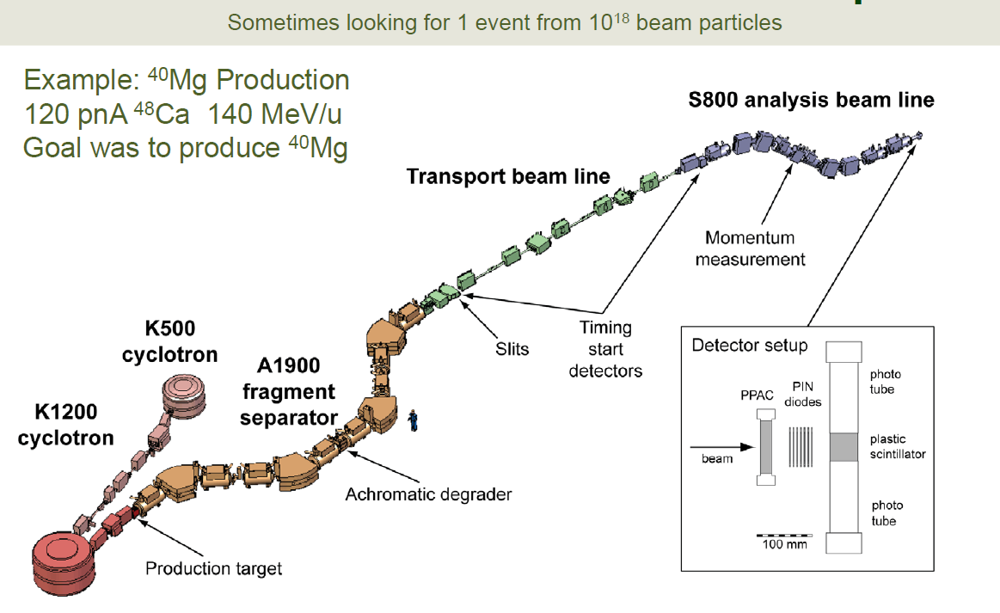 Sometimes looking for 1 event from 10¹⁸ beam particles
Example: ⁴⁰Mg Production
120 pnA ⁴⁸Ca 140 MeV/u
Goal was to produce ⁴⁰Mg
S800 analysis beam line
Transport beam line
Momentum
measurement
Timing
start
detectors
Slits
K500
cyclotron
A1900
fragment
separator
K1200
cyclotron
Achromatic degrader
Production target
Detector setup
PPAC
PIN
diodes
photo
tube
plastic
scintillator
beam
photo
tube
100 mm